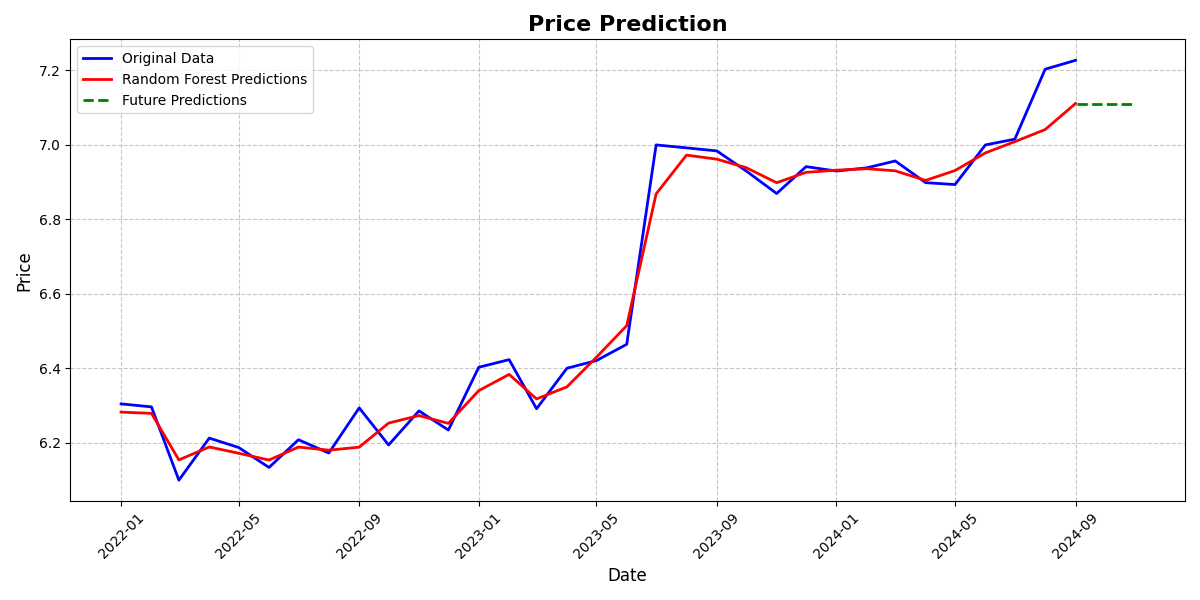 Price Prediction
Original Data
Random Forest Predictions
Future Predictions
Price
7.2
7.0
6.8
6.6
6.4
6.2
2022-01
2022-05
2022-09
2023-01
2023-05
2023-09
2024-01
2024-05
2024-09
Date